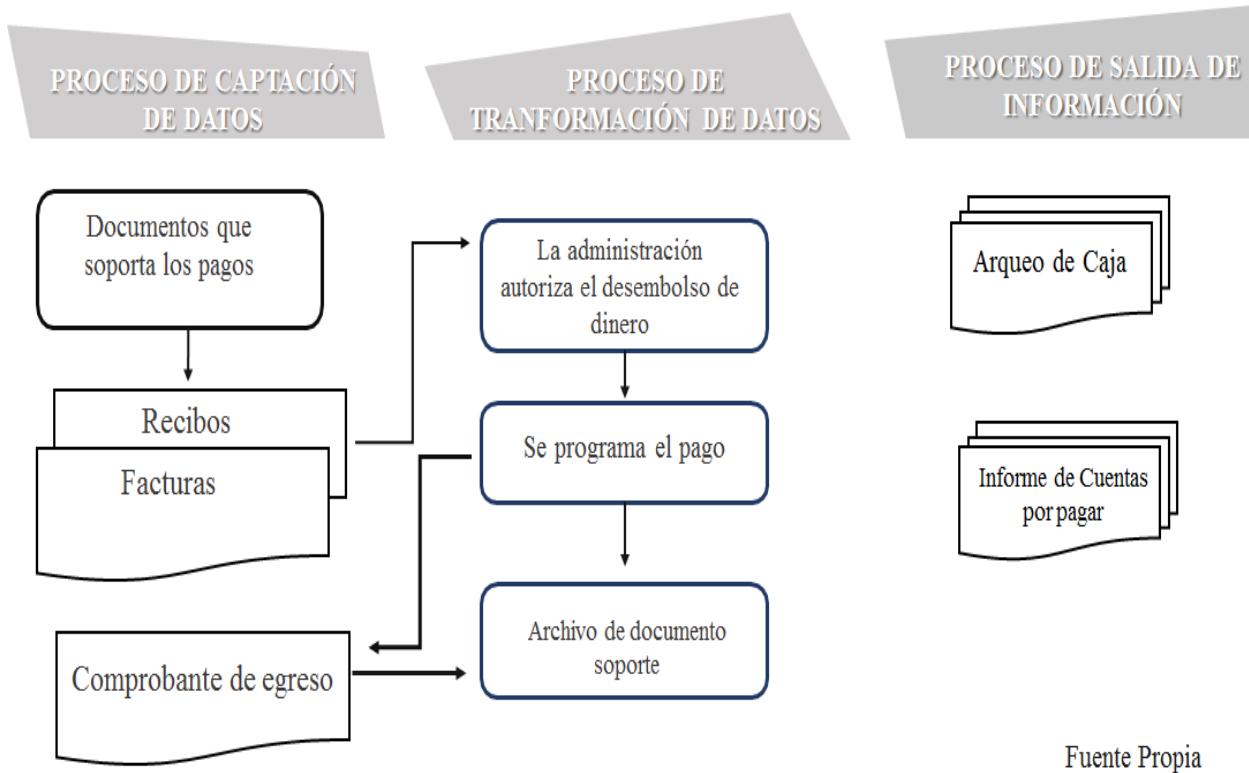 PROCESO DE CAPTACIÓN
DE DATOS
PROCESO DE
TRANFORMACIÓN DE DATOS
PROCESO DE SALIDA DE
INFORMACIÓN
Documentos que
soporta los pagos
Recibos
Facturas
Comprobante de egreso
La administración
autoriza el desembolso de
dinero
Se programa el pago
Archivo de documento
soporte
Arqueo de Caja
Informe de Cuentas
por pagar
Fuente Propia